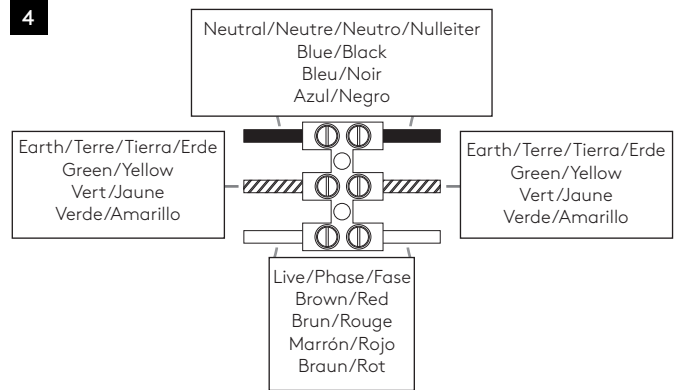 4
Neutral/Neutre/Neutro/Nulleiter
Blue/Black
Bleu/Noir
Azul/Negro
Earth/Terre/Tierra/Erde
Green/Yellow
Vert/Jaune
Verde/Amarillo
Earth/Terre/Tierra/Erde
Green/Yellow
Vert/Jaune
Verde/Amarillo
Live/Phase/Fase
Brown/Red
Brun/Rouge
Marrón/Rojo
Braun/Rot